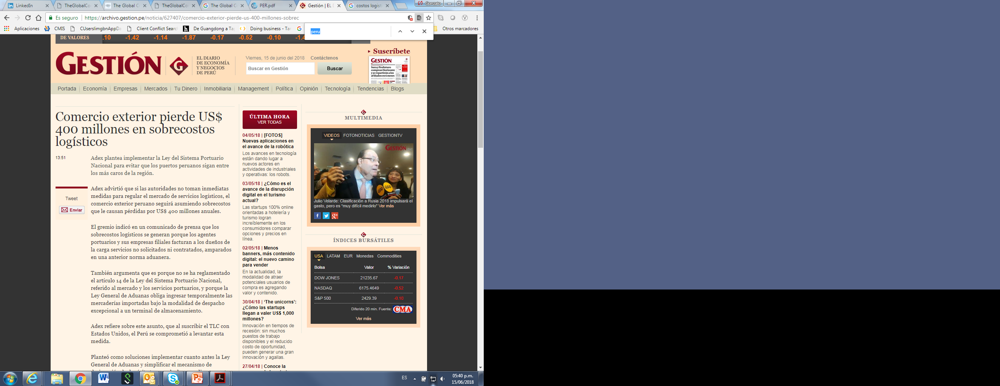 LinkedIn
TheGlobalCo
The Global C
TheGlobalCo
The Global C
PER.pdf
Gestión | EL D
costos logíst
Gonzalo
Es seguro
https://archivo.gestion.pe/noticia/627407/comercio-exterior-pierde-us-400-millones-sobrec
Aplicaciones
CMIS
CUserslimgbnAppDa
Client Conflict Search
De Guangdong a Ta
Doing business - Tar
Otros marcadores
peru
DE VALORES
.10 -1.42 -1.14 -1.87 -0.17 -0.52 -0.10
GESTIÓN
G
EL DIARIO
DE ECONOMÍA
Y NEGOCIOS
DE PERÚ
Viernes, 15 de junio del 2018 Contáctenos
Buscar en Gestión
Buscar
Suscríbete
GESTIÓN
Sura y Profuturo
compran Horizonte
y se repartirán a los
afiliados en 6 meses
Portada Economía Empresas Mercados Tu Dinero Inmobiliaria Management Política Opinión Tecnología Tendencias Blogs
Comercio exterior pierde US$
400 millones en sobrecostos
logísticos
13:51
Adex plantea implementar la Ley del Sistema Portuario
Nacional para evitar que los puertos peruanos sigan entre
los más caros de la región.
Tweet
Enviar
Adex advirtió que si las autoridades no toman inmediatas
medidas para regular el mercado de servicios logísticos, el
comercio exterior peruano seguirá asumiendo sobrecostos
que le causan pérdidas por US$ 400 millones anuales.
El gremio indicó en un comunicado de prensa que los
sobrecostos logísticos se generan porque los agentes
portuarios y sus empresas filiales facturan a los dueños de
la carga servicios no solicitados ni contratados, amparados
en una anterior norma aduanera.
También argumenta que es porque no se ha reglamentado
el artículo 14 de la Ley del Sistema Portuario Nacional,
referido al mercado y los servicios portuarios, y porque la
Ley General de Aduanas obliga ingresar temporalmente las
mercaderías importadas bajo la modalidad de despacho
excepcional a un terminal de almacenamiento.
Adex refiere sobre este asunto, que al suscribir el TLC con
Estados Unidos, el Perú se comprometió a levantar esta
medida.
Planteó como soluciones implementar cuanto antes la Ley
General de Aduanas y simplificar el mecanismo de
ÚLTIMA HORA
VER TODAS
04/05/18 | [FOTOS]
Nuevas aplicaciones en
el avance de la robótica
Los avances en tecnología
están dando lugar a
nuevos actores en
actividades de industriales
y operativas: los robots.
03/05/18 | ¿Cómo es el
avance de la disrupción
digital en el turismo
actual?
Las startups 100% online
orientadas a hotelería y
turismo logran
increíblemente en los
consumidores comparar
opciones y precios en
línea.
02/05/18 | Menos
banners, más contenido
digital: el nuevo camino
para vender
En la actualidad, la
modalidad de atraer
potenciales usuarios de
compra es agregando
valor y contenido.
30/04/18 | ‘The unicorns’:
¿Cómo las startups
llegan a valer US$ 1,000
millones?
Innovación en tiempos de
recesión: sin muchos
puestos de trabajo
disponibles y el reducido
costo de oportunidad,
pueden generar una gran
innovación y agallas.
27/04/18 | Conoce la
MULTIMEDIA
VIDEOS FOTONOTICIAS GESTIONTV
GESTIÓN.pe
RPP
RPP
Julio Velarde: Clasificación a Rusia 2018 impulsará el
gasto, pero es “muy difícil medirlo” Ver más
ÍNDICES BURSÁTILES
USA LATAM EUR Monedas Commodities
Bolsa Valor % Variación
DOW JONES 21235.67 -0.17
NASDAQ 6175.4649 -0.52
S&P 500 2429.39 -0.10
Diferido 20 min. Fuente: CMA
Ver más
ES
05:40 p.m.
15/06/2018